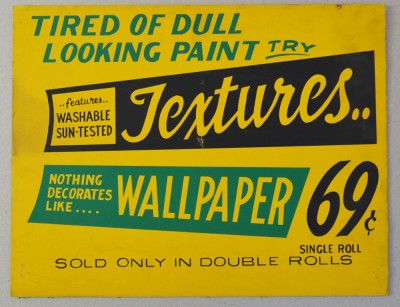 TIRED OF DULL
LOOKING PAINT TRY
..features..
WASHABLE
SUN-TESTED
Textures..
NOTHING
DECORATES
LIKE....
WALLPAPER
69¢
SINGLE ROLL
SOLD ONLY IN DOUBLE ROLLS